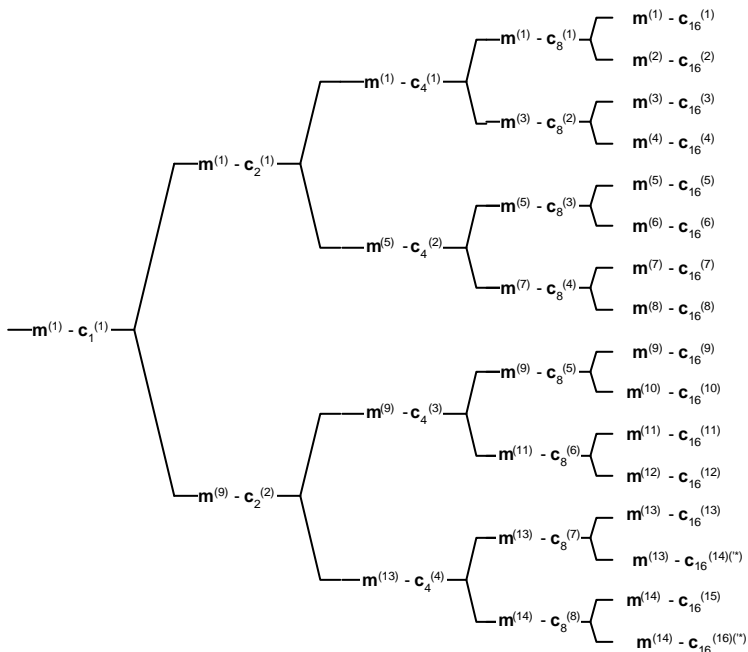 m(1) - c16(1)
m(1) - c8(1)
m(2) - c16(2)
m(1) - c4(1)
m(3) - c16(3)
m(3) - c8(2)
m(4) - c16(4)
m(1) - c2(1)
m(5) - c16(5)
m(5) - c8(3)
m(6) - c16(6)
m(5) - c4(2)
m(7) - c16(7)
m(7) - c8(4)
m(8) - c16(8)
m(1) - c1(1)
m(9) - c16(9)
m(9) - c8(5)
m(10) - c16(10)
m(9) - c4(3)
m(11) - c16(11)
m(11) - c8(6)
m(12) - c16(12)
m(9) - c2(2)
m(13) - c16(13)
m(13) - c8(7)
m(13) - c16(14)('*)
m(13) - c4(4)
m(14) - c16(15)
m(14) - c8(8)
m(14) - c16(16)('*)